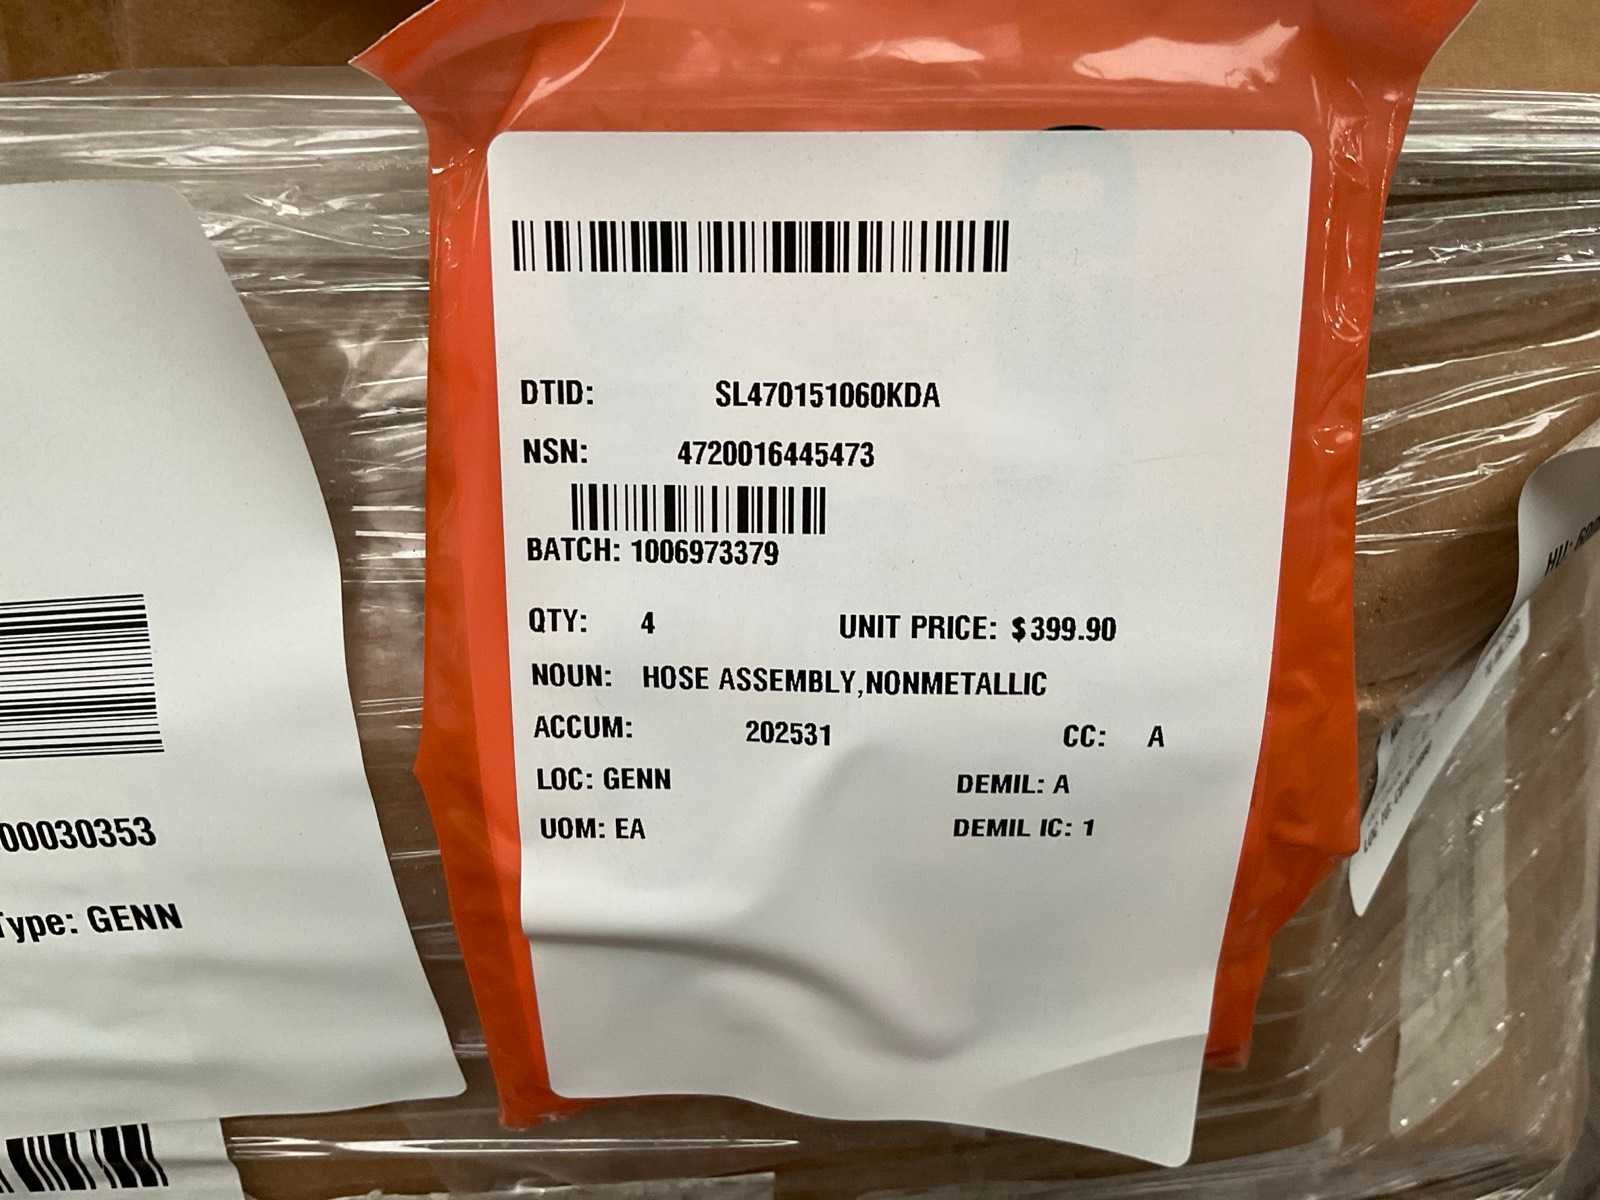 DTID: SL470151060KDA
NSN: 4720016445473
BATCH: 1006973379
QTY: 4 UNIT PRICE: $399.90
NOUN: HOSE ASSEMBLY,NONMETALLIC
ACCUM: 202531 CC: A
LOC: GENN DEMIL: A
UOM: EA DEMIL IC: 1
00030353
Type: GENN
HU: